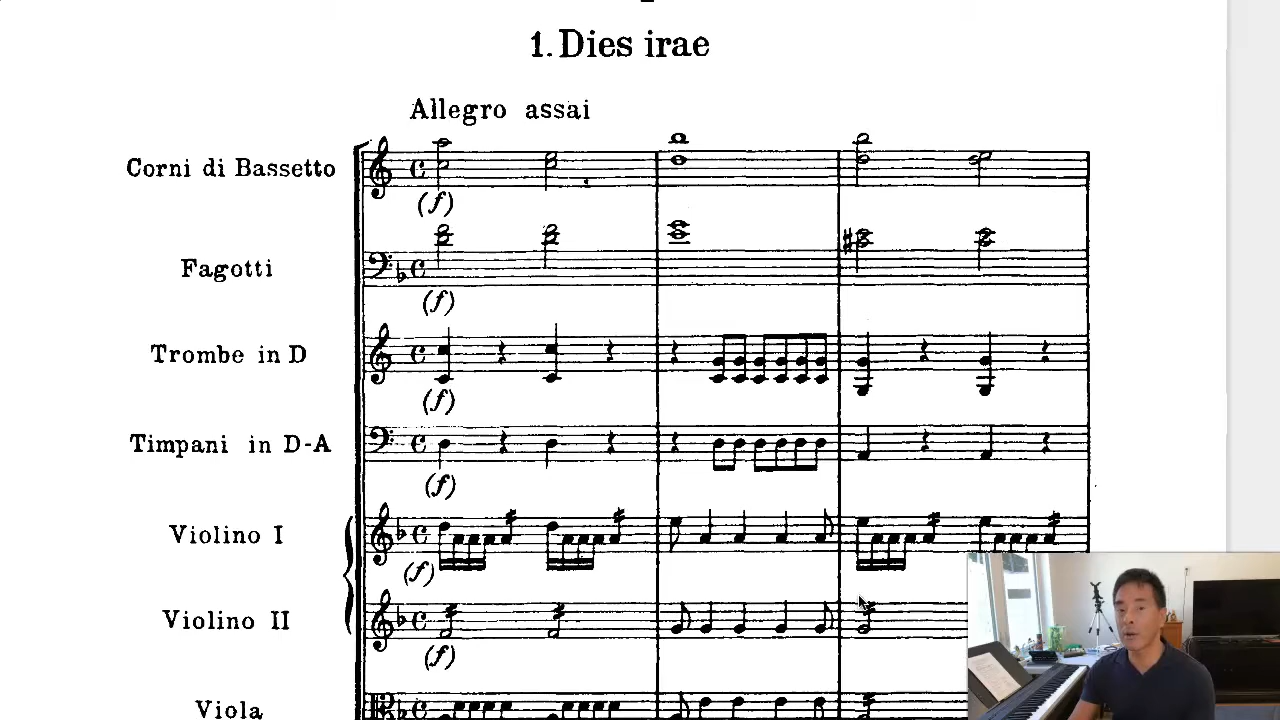 1. Dies irae
Allegro assai
Corni di Bassetto
(f)
Fagotti
(f)
Trombe in D
(f)
Timpani in D-A
(f)
Violino I
(f)
Violino II
(f)
Viola